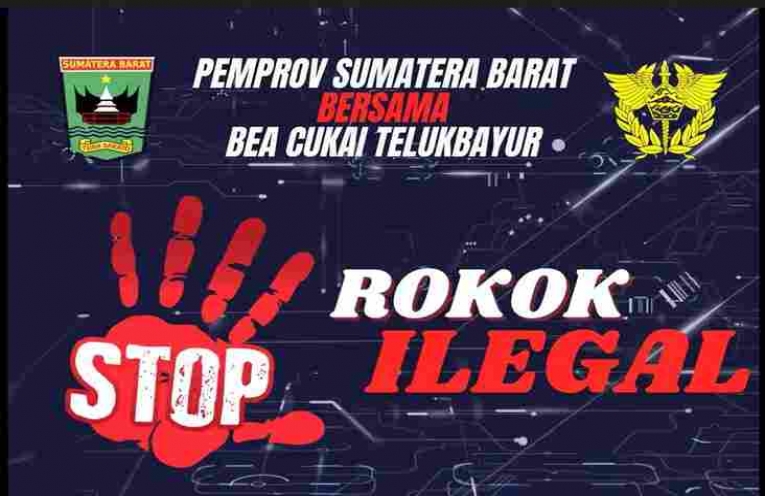 SUMATERA BARAT
PEMPROV SUMATERA BARAT
BERSAMA
BEA CUKAI TELUKBAYUR
STOP
ROKOK
ILEGAL